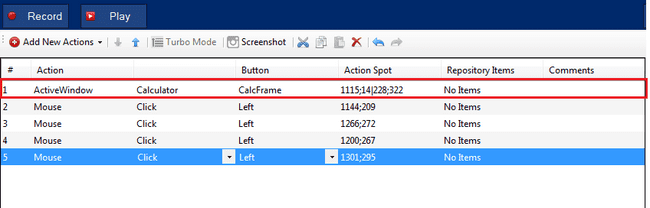 Record Play
Add New Actions Turbo Mode Screenshot
# Action Button Action Spot Repository Items Comments
1 ActiveWindow Calculator CalcFrame 1115;14|228;322 No Items
2 Mouse Click Left 1144;209 No Items
3 Mouse Click Left 1266;272 No Items
4 Mouse Click Left 1200;267 No Items
5 Mouse Click Left 1301;295 No Items